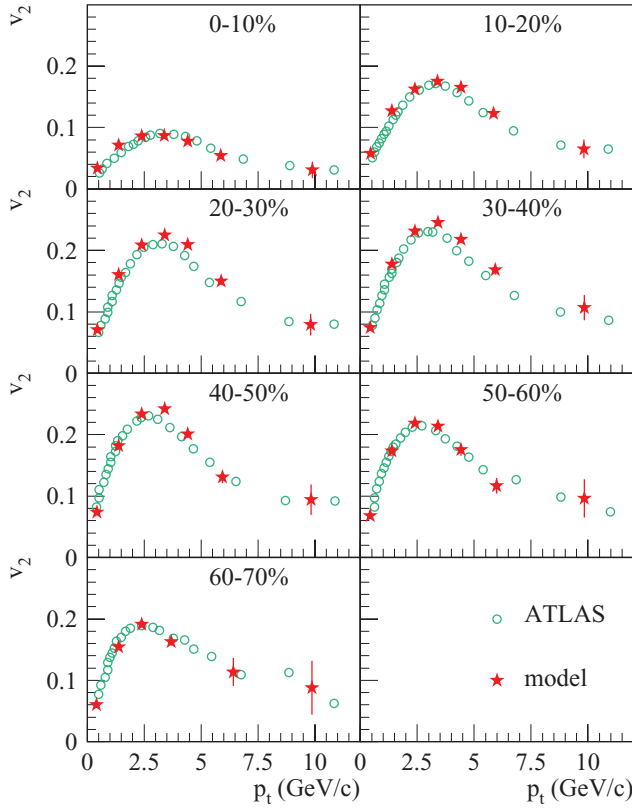 v₂ 0-10% 10-20%
0.2
0.1
0
v₂ 20-30% 30-40%
0.2
0.1
0
v₂ 40-50% 50-60%
0.2
0.1
0
v₂ 60-70%
0.2 ATLAS
0.1 model
0
0 2.5 5 7.5 10 0 2.5 5 7.5 10
pₜ (GeV/c) pₜ (GeV/c)